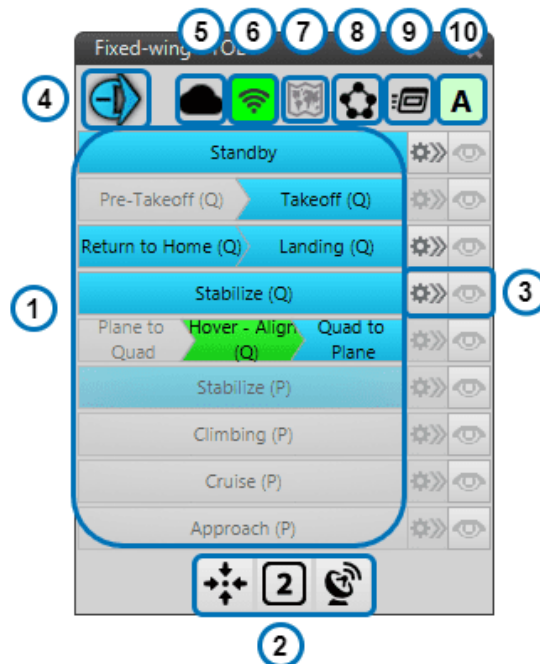 5 6 7 8 9 10
Fixed-wing
4
A
Standby
Pre-Takeoff (Q) Takeoff (Q)
Return to Home (Q) Landing (Q)
1
Stabilize (Q)
3
Plane to Quad
Hover - Align (Q)
Quad to Plane
Stabilize (P)
Climbing (P)
Cruise (P)
Approach (P)
2
2